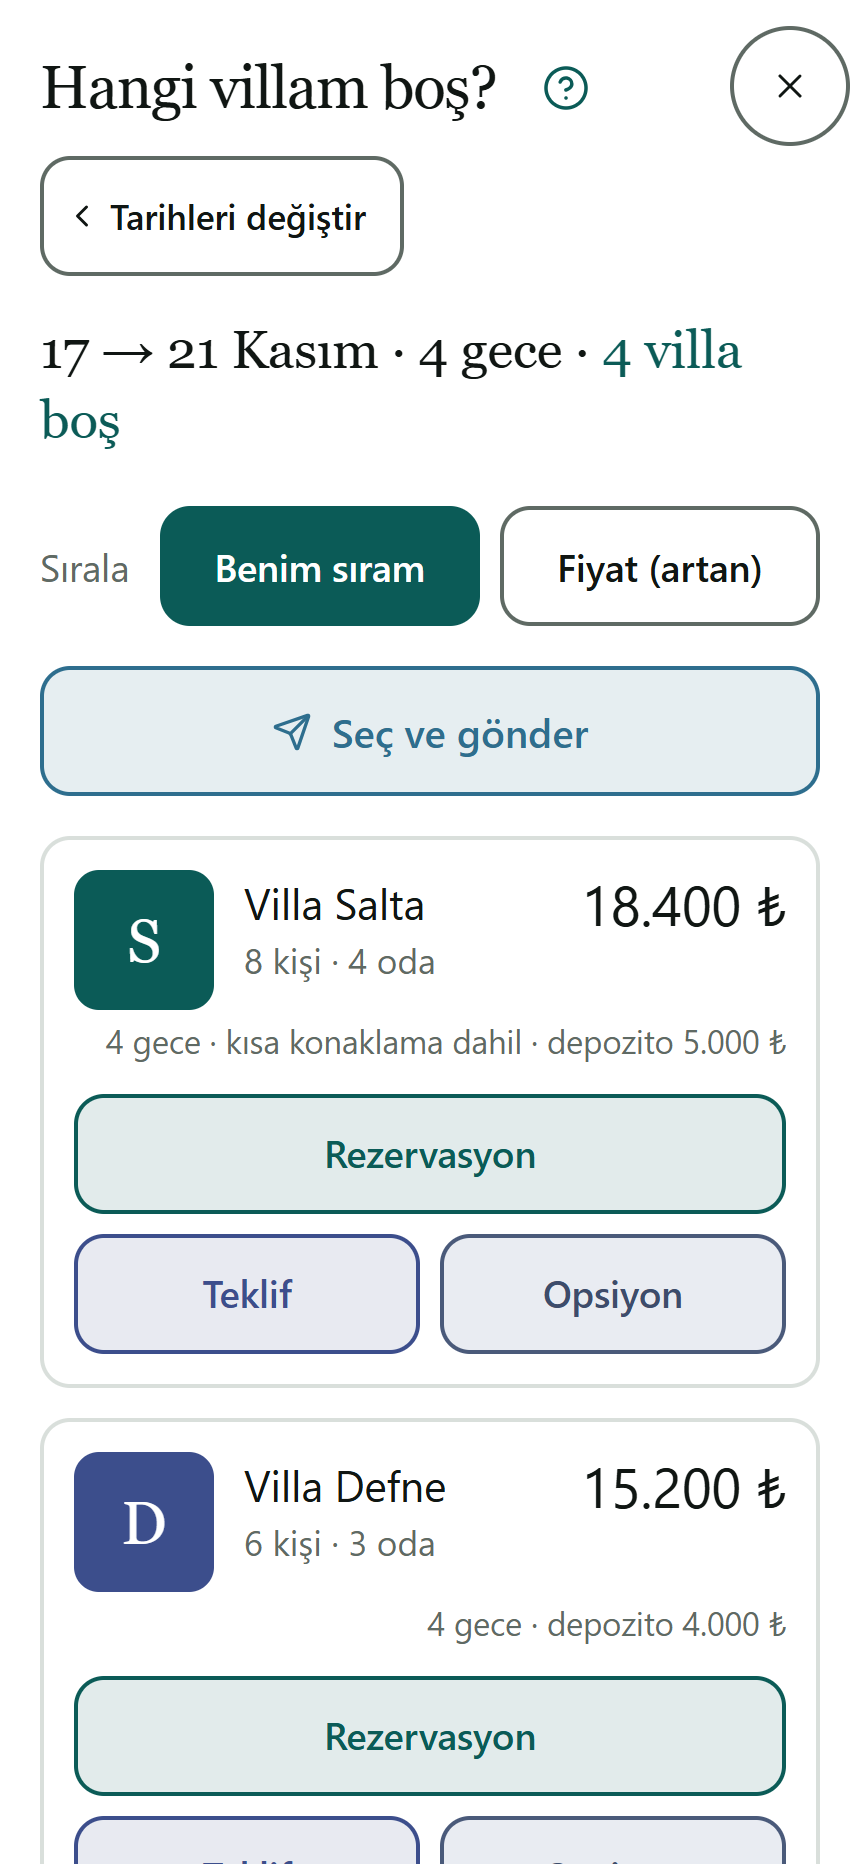 Hangi villam boş?
Tarihleri değiştir
17 → 21 Kasım · 4 gece · 4 villa
boş
Sırala Benim sıram Fiyat (artan)
Seç ve gönder
S Villa Salta 18.400 ₺
8 kişi · 4 oda
4 gece · kısa konaklama dahil · depozito 5.000 ₺
Rezervasyon
Teklif Opsiyon
D Villa Defne 15.200 ₺
6 kişi · 3 oda
4 gece · depozito 4.000 ₺
Rezervasyon